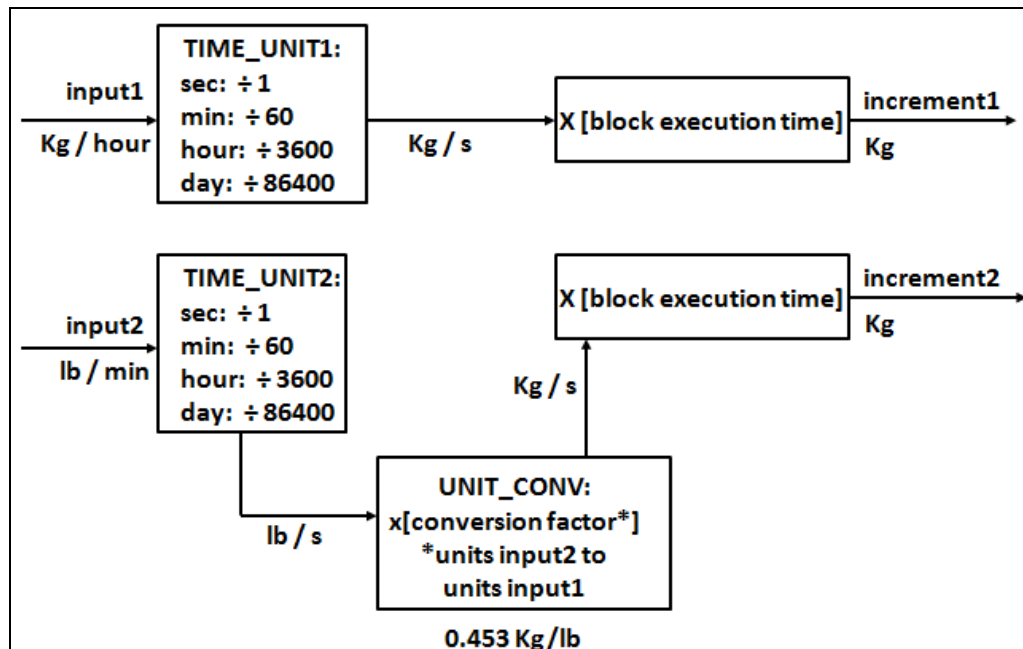 TIME_UNIT1:
sec: ÷1
min: ÷60
hour: ÷3600
day: ÷86400
input1
Kg / hour
Kg / s
X [block execution time]
increment1
Kg
TIME_UNIT2:
sec: ÷1
min: ÷60
hour: ÷3600
day: ÷86400
input2
lb / min
X [block execution time]
increment2
Kg
Kg / s
lb / s
UNIT_CONV:
x[conversion factor*]
*units input2 to
units input1
0.453 Kg/lb